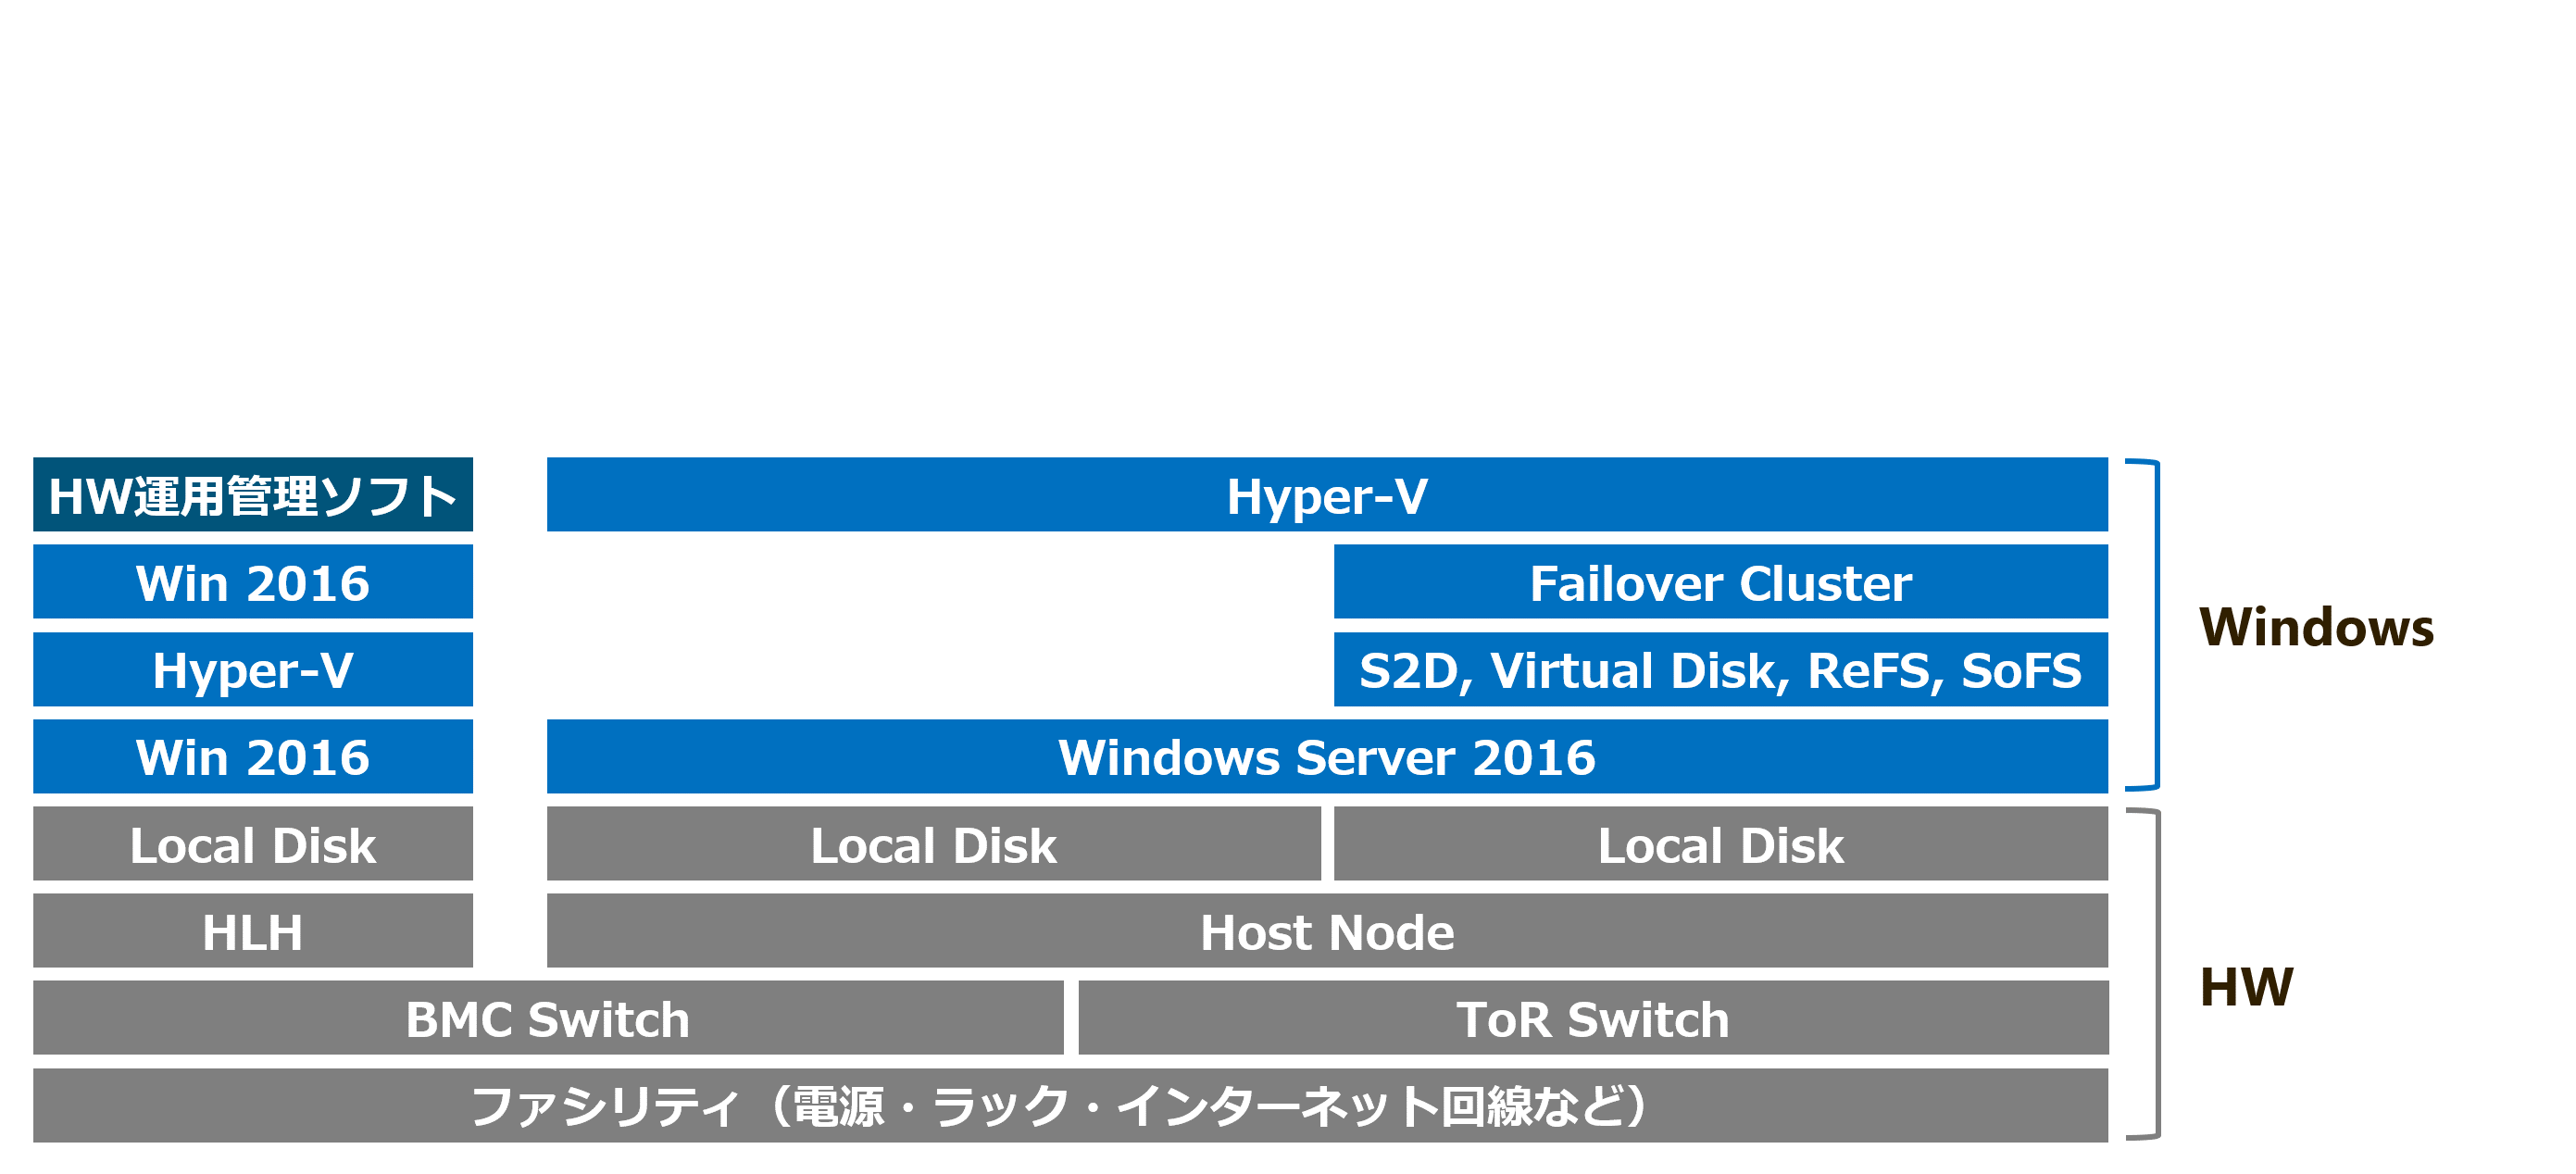 HW運用管理ソフト
Hyper-V
Win 2016
Failover Cluster
Hyper-V
S2D, Virtual Disk, ReFS, SoFS
Windows
Win 2016
Windows Server 2016
Local Disk
Local Disk
Local Disk
HLH
Host Node
HW
BMC Switch
ToR Switch
ファシリティ（電源・ラック・インターネット回線など）